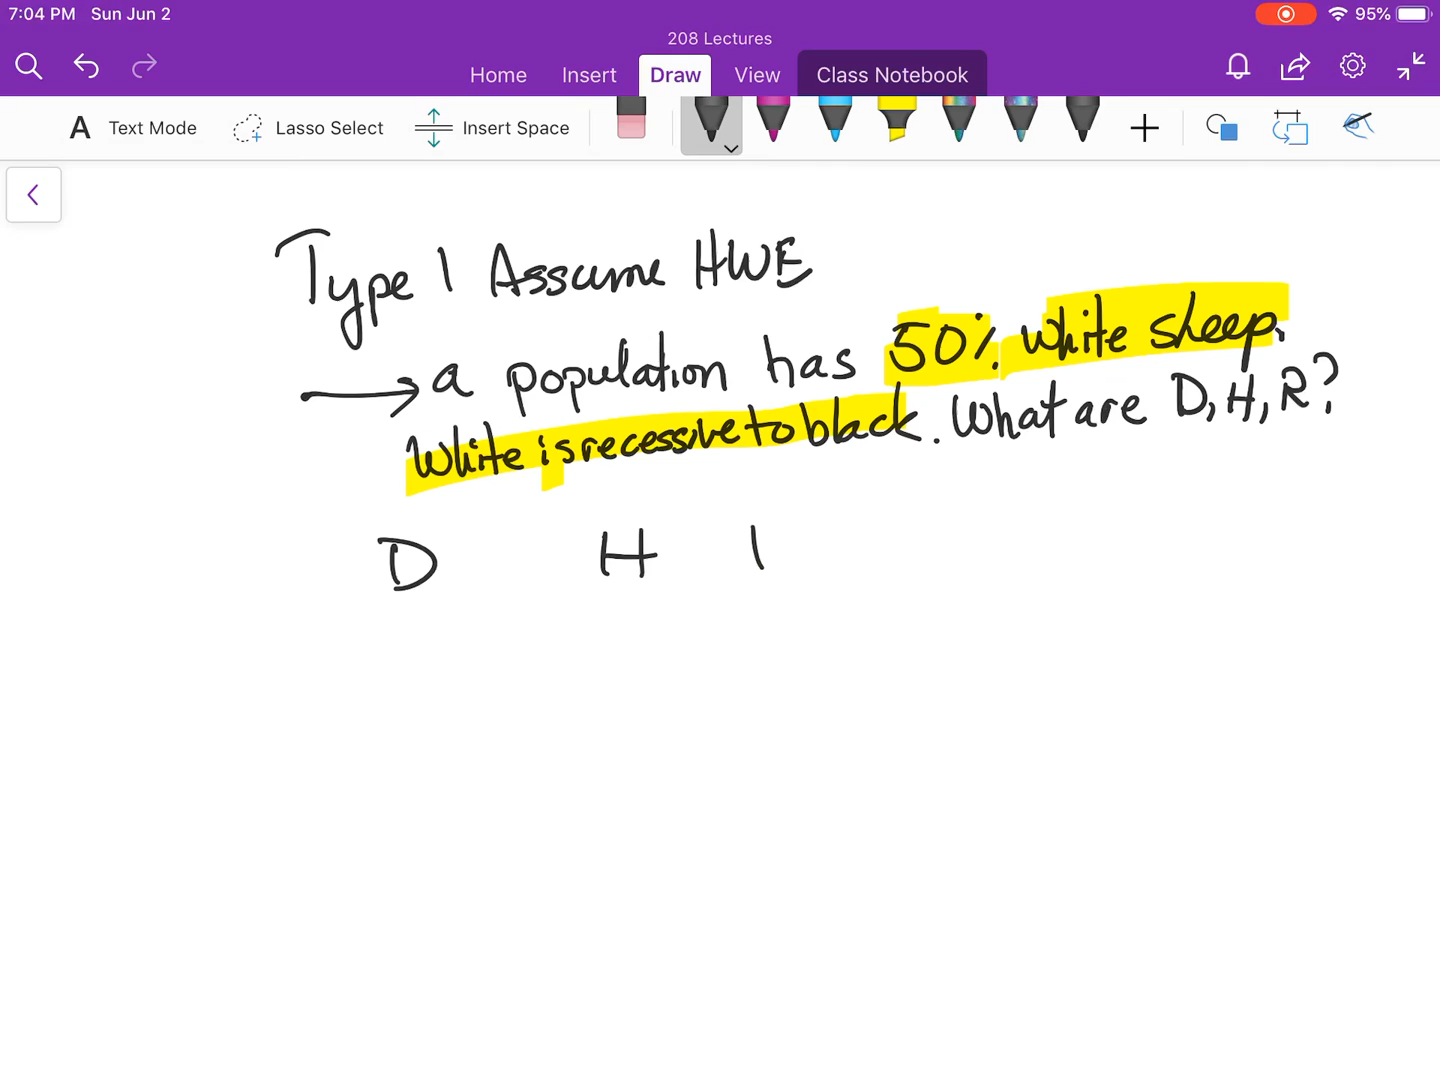 7:04 PM Sun Jun 2
95%
208 Lectures
Home Insert Draw View Class Notebook
A Text Mode Lasso Select Insert Space
Type 1 Assume HWE
a population has 50% white sheep.
White is recessive to black. What are D, H, R?
D H I